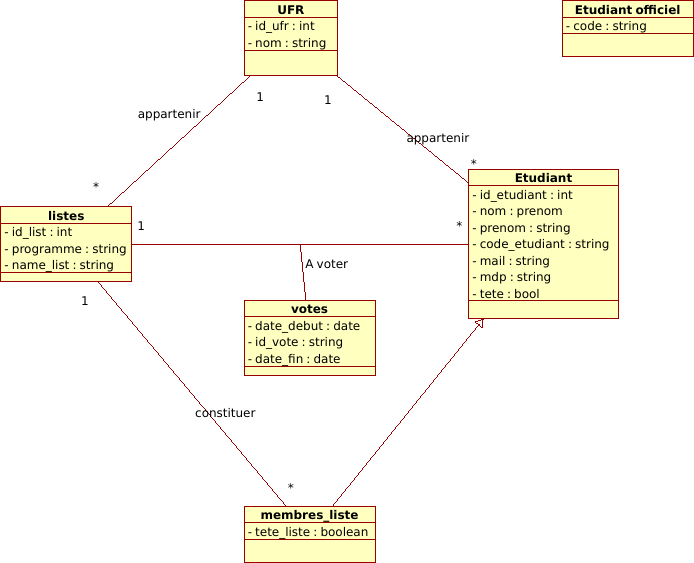 UFR
- id_ufr : int
- nom : string
Etudiant officiel
- code : string
1
1
appartenir
appartenir
*
*
Etudiant
- id_etudiant : int
- nom : prenom
- prenom : string
- code_etudiant : string
- mail : string
- mdp : string
- tete : bool
listes
- id_list : int
- programme : string
- name_list : string
1
*
A voter
votes
- date_debut : date
- id_vote : string
- date_fin : date
1
constituer
*
membres_liste
- tete_liste : boolean